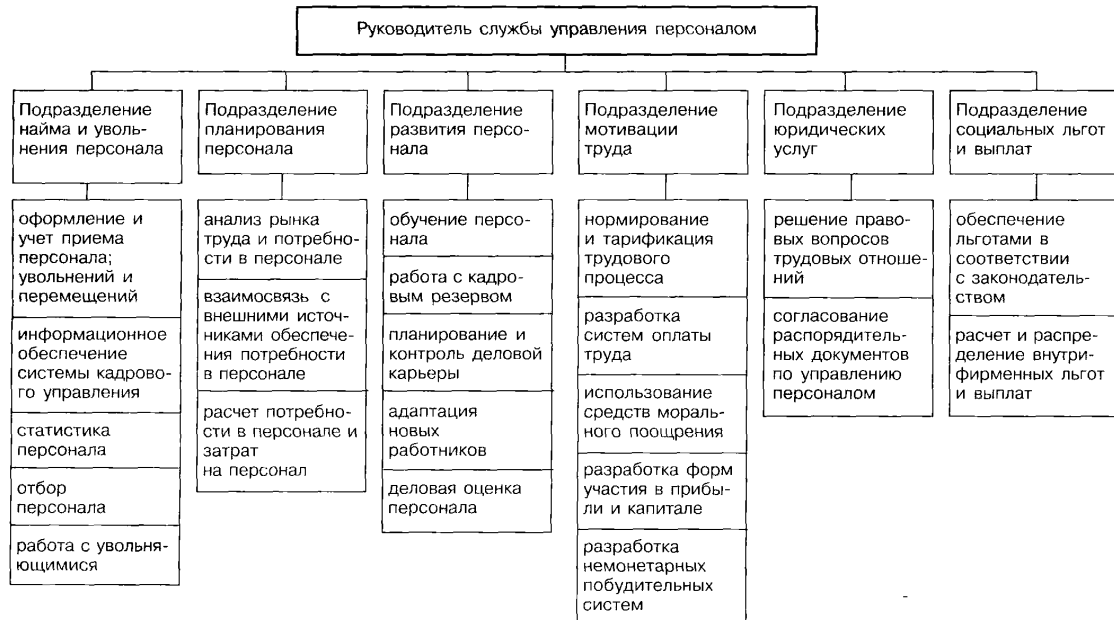 Руководитель службы управления персоналом
Подразделение
найма и уволь-
нения персонала
Подразделение
планирования
персонала
Подразделение
развития персо-
нала
Подразделение
мотивации
труда
Подразделение
юридических
услуг
Подразделение
социальных льгот
и выплат
оформление и
учет приема
персонала;
увольнений и
перемещений
информационное
обеспечение
системы кадрово-
го управления
статистика
персонала
отбор
персонала
работа с увольня-
ющимися
анализ рынка
труда и потребно-
сти в персонале
взаимосвязь с
внешними источ-
никами обеспече-
ния потребности
в персонале
расчет потребно-
сти в персонале и
затрат
на персонал
обучение персо-
нала
работа с кадро-
вым резервом
планирование и
контроль деловой
карьеры
адаптация
новых
работников
деловая оценка
персонала
нормирование
и тарификация
трудового
процесса
разработка
систем оплаты
труда
использование
средств мораль-
ного поощрения
разработка форм
участия в прибы-
ли и капитале
разработка
немонетарных
побудительных
систем
решение право-
вых вопросов
трудовых отноше-
ний
согласование
распорядитель-
ных документов
по управлению
персоналом
обеспечение
льготами в
соответствии
с законодатель-
ством
расчет и распре-
деление внутри-
фирменных льгот
и выплат